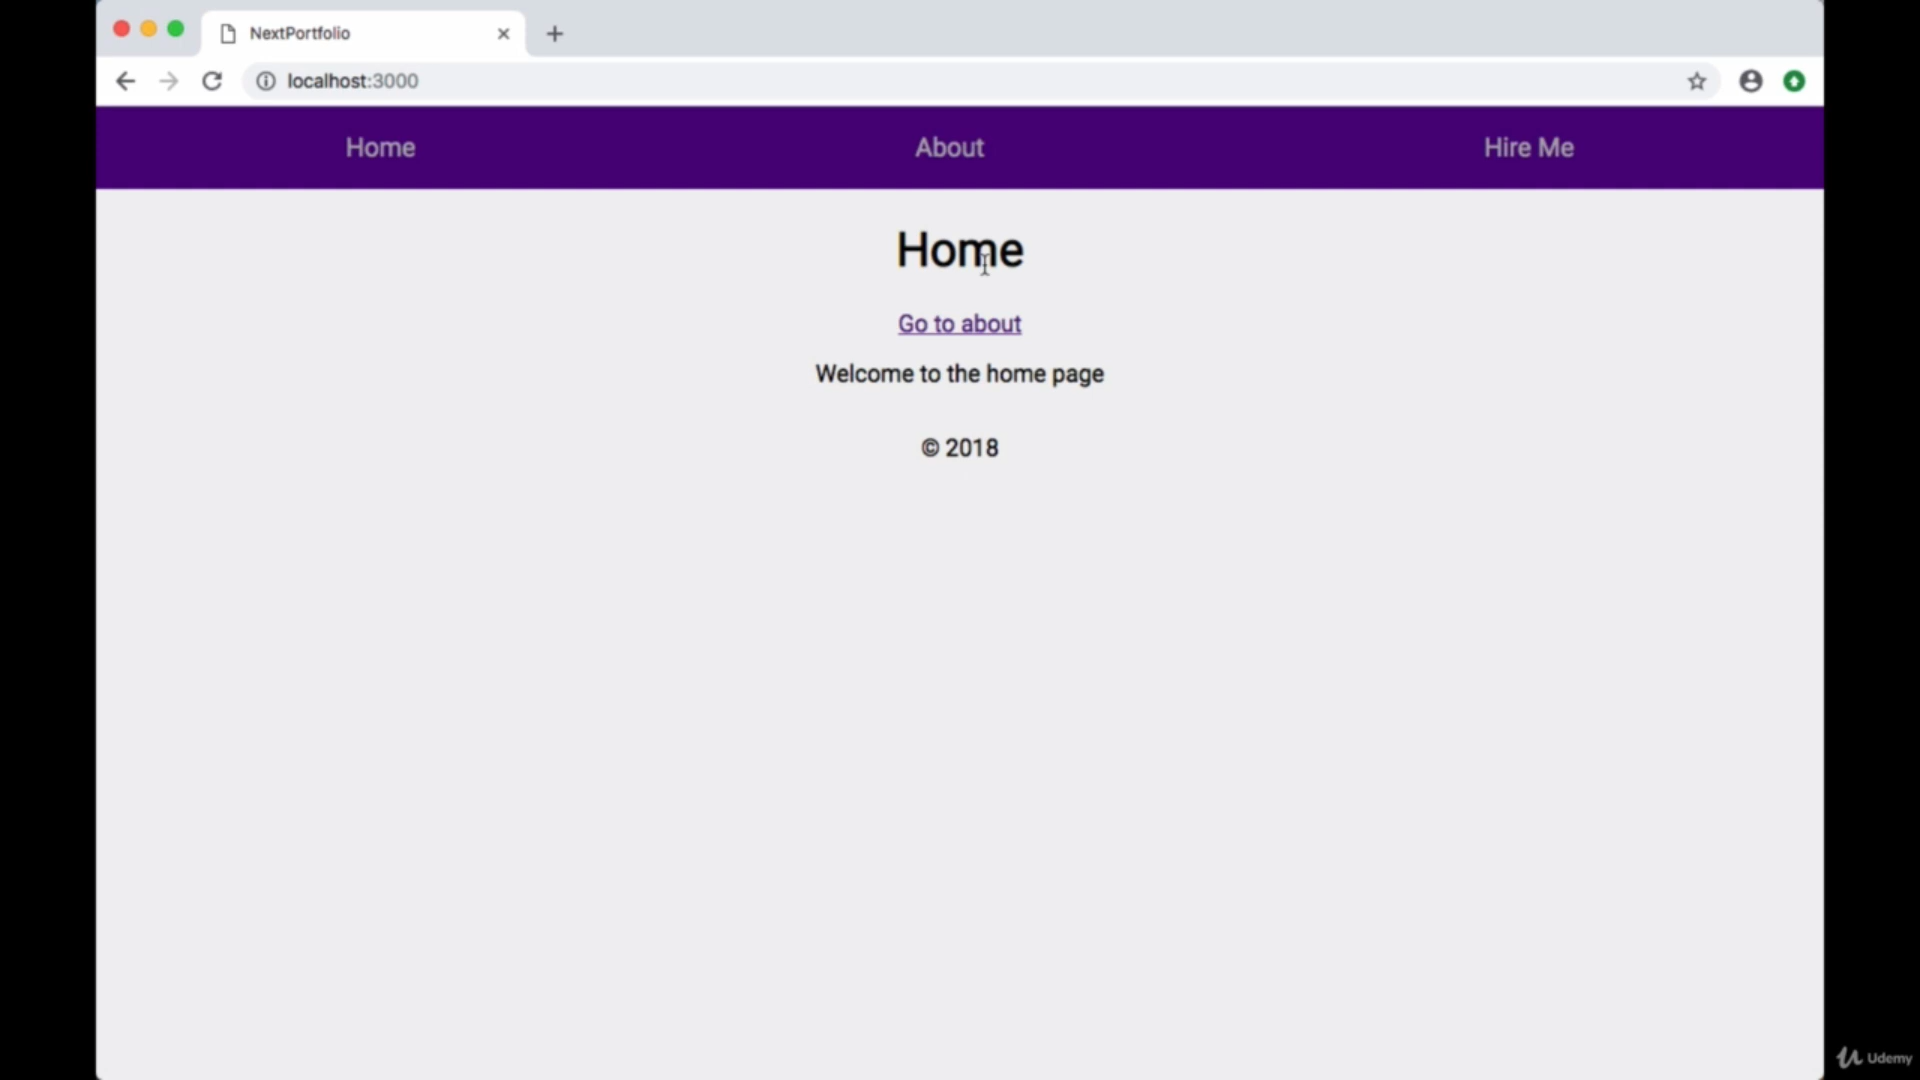 NextPortfolio
localhost:3000
Home About Hire Me
Home
Go to about
Welcome to the home page
© 2018
Udemy